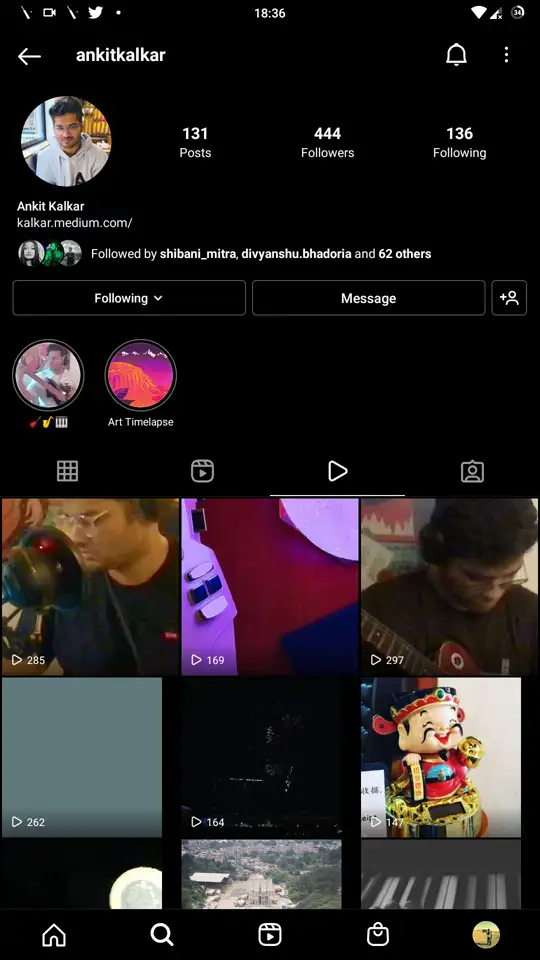 18:36
34
ankitkalkar
131
Posts
444
Followers
136
Following
Ankit Kalkar
kalkar.medium.com/
Followed by shibani_mitra, divyanshu.bhadoria and 62 others
Following
Message
Art Timelapse
285
169
297
262
164
147